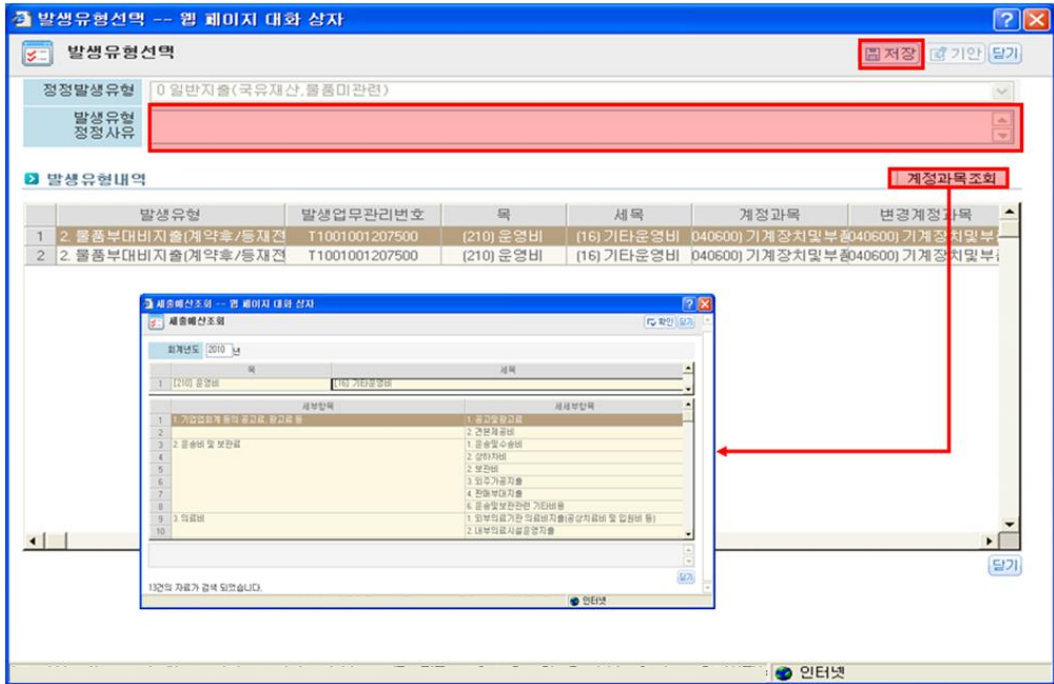 발생유형선택 -- 웹 페이지 대화 상자
발생유형선택
저장 기안 닫기
정정발생유형 0 일반지출(국유재산,물품미관련)
발생유형
정정사유
발생유형내역
계정과목조회
발생유형 발생업무관리번호 목 세목 계정과목 변경계정과목
1 2. 물품부대비지출(계약후/등재전 T1001001207500 (210) 운영비 (16) 기타운영비 040600) 기계장치및부품 040600) 기계장치및부
2 2. 물품부대비지출(계약후/등재전 T1001001207500 (210) 운영비 (16) 기타운영비 040600) 기계장치및부품 040600) 기계장치및부
세출예산조회 -- 웹 페이지 대화 상자
세출예산조회
확인 닫기
회계년도 2010 년
목 세목
1 [210] 운영비 [16] 기타운영비
세부항목 세세부항목
1 1. 기업업회계 등의 공고료, 광고료 등 1. 공고및광고료
2 2. 견본제공비
3 2. 운송비 및 보관료 1. 운송및수송비
4 2. 상하차비
5 2. 보관비
6 3. 외주가공지출
7 4. 판매부대지출
8 6. 운송및보관관련 기타비용
9 3. 의료비 1. 외부의료기관 의료비지출(공상치료비 및 입원비 등)
10 2. 내부의료시설운영지출
닫기
13건의 자료가 검색 되었습니다.
인터넷
닫기
인터넷